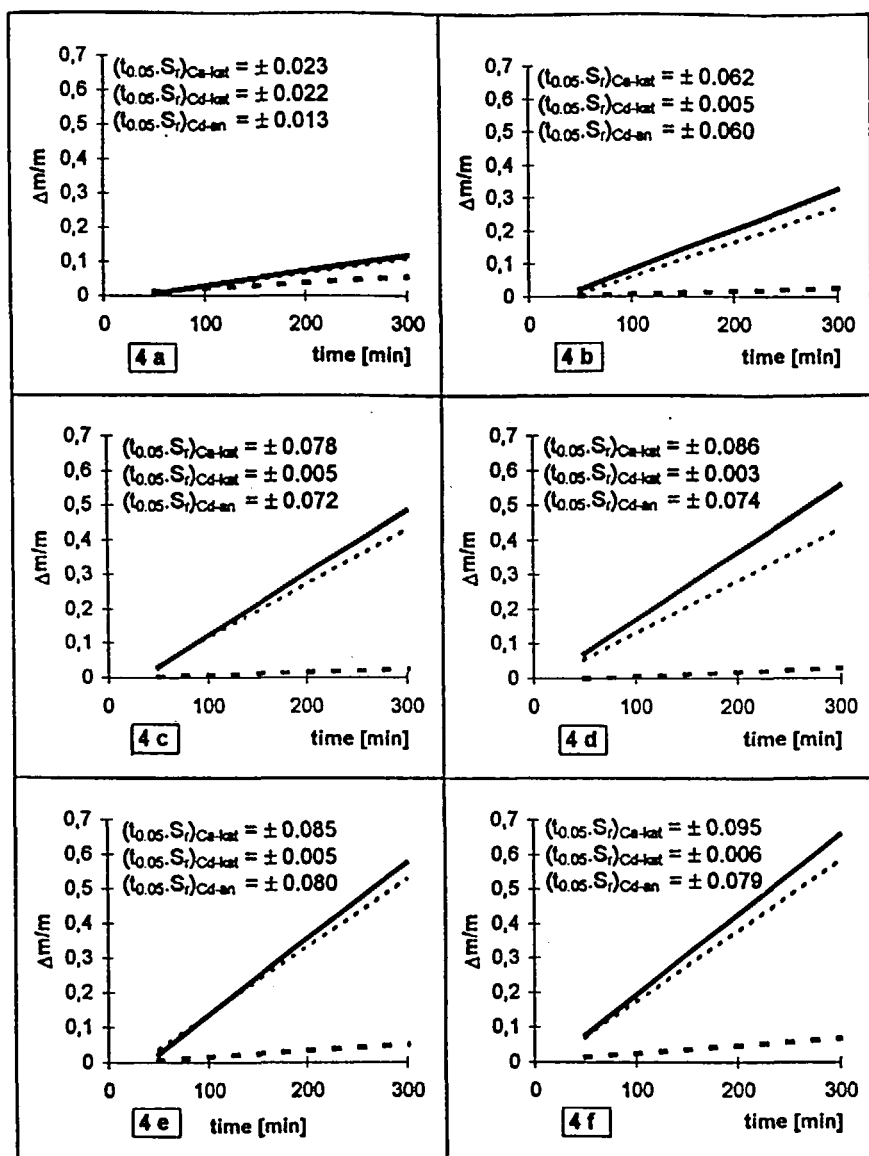 0,7
(t0.05.Sr)Ca-kat = ± 0.023
0,6
(t0.05.Sr)Cd-kat = ± 0.022
0,5
(t0.05.Sr)Cd-an = ± 0.013
0,4
Δm/m
0,3
0,2
0,1
0
0 100 200 300
4 a
time [min]
0,7
(t0.05.Sr)Ca-kat = ± 0.062
0,6
(t0.05.Sr)Cd-kat = ± 0.005
0,5
(t0.05.Sr)Cd-an = ± 0.060
0,4
Δm/m
0,3
0,2
0,1
0
0 100 200 300
4 b
time [min]
0,7
(t0.05.Sr)Ca-kat = ± 0.078
0,6
(t0.05.Sr)Cd-kat = ± 0.005
0,5
(t0.05.Sr)Cd-an = ± 0.072
0,4
Δm/m
0,3
0,2
0,1
0
0 100 200 300
4 c
time [min]
0,7
(t0.05.Sr)Ca-kat = ± 0.086
0,6
(t0.05.Sr)Cd-kat = ± 0.003
0,5
(t0.05.Sr)Cd-an = ± 0.074
0,4
Δm/m
0,3
0,2
0,1
0
0 100 200 300
4 d
time [min]
0,7
(t0.05.Sr)Ca-kat = ± 0.085
0,6
(t0.05.Sr)Cd-kat = ± 0.005
0,5
(t0.05.Sr)Cd-an = ± 0.080
0,4
Δm/m
0,3
0,2
0,1
0
0 100 200 300
4 e
time [min]
0,7
(t0.05.Sr)Ca-kat = ± 0.095
0,6
(t0.05.Sr)Cd-kat = ± 0.006
0,5
(t0.05.Sr)Cd-an = ± 0.079
0,4
Δm/m
0,3
0,2
0,1
0
0 100 200 300
4 f
time [min]